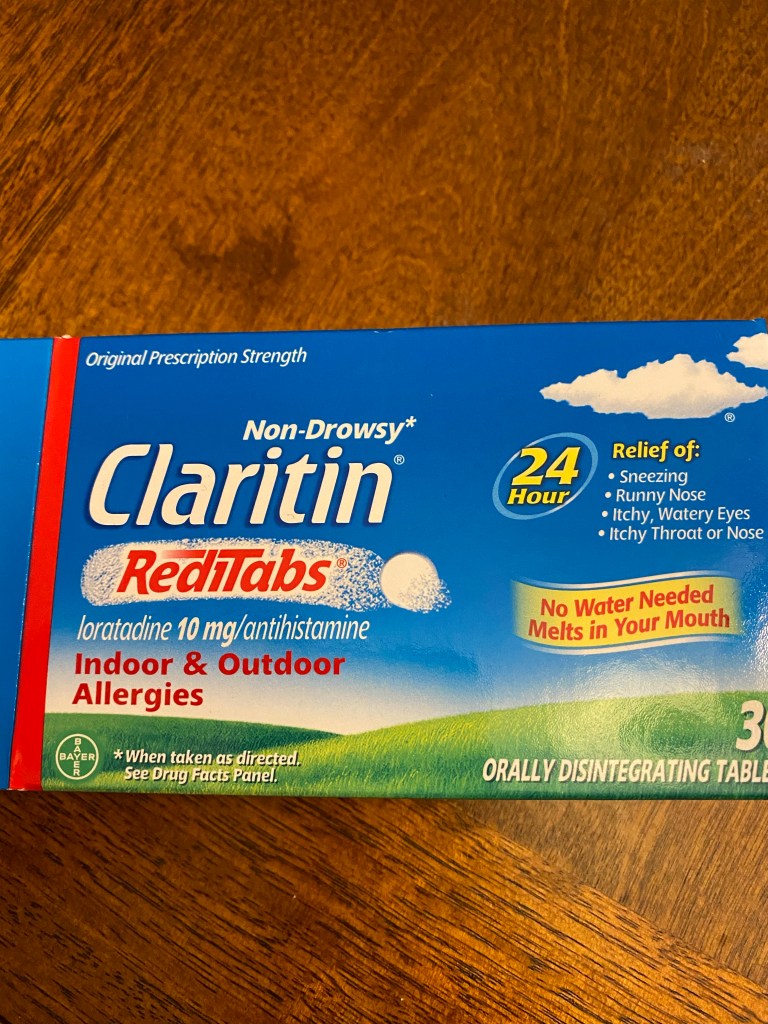 Original Prescription Strength
Non-Drowsy*
Claritin®
RediTabs®
loratadine 10 mg/antihistamine
Indoor & Outdoor
Allergies
BAYER
BAYER
*When taken as directed.
See Drug Facts Panel.
®
24
Hour
Relief of:
• Sneezing
• Runny Nose
• Itchy, Watery Eyes
• Itchy Throat or Nose
No Water Needed
Melts in Your Mouth
ORALLY DISINTEGRATING